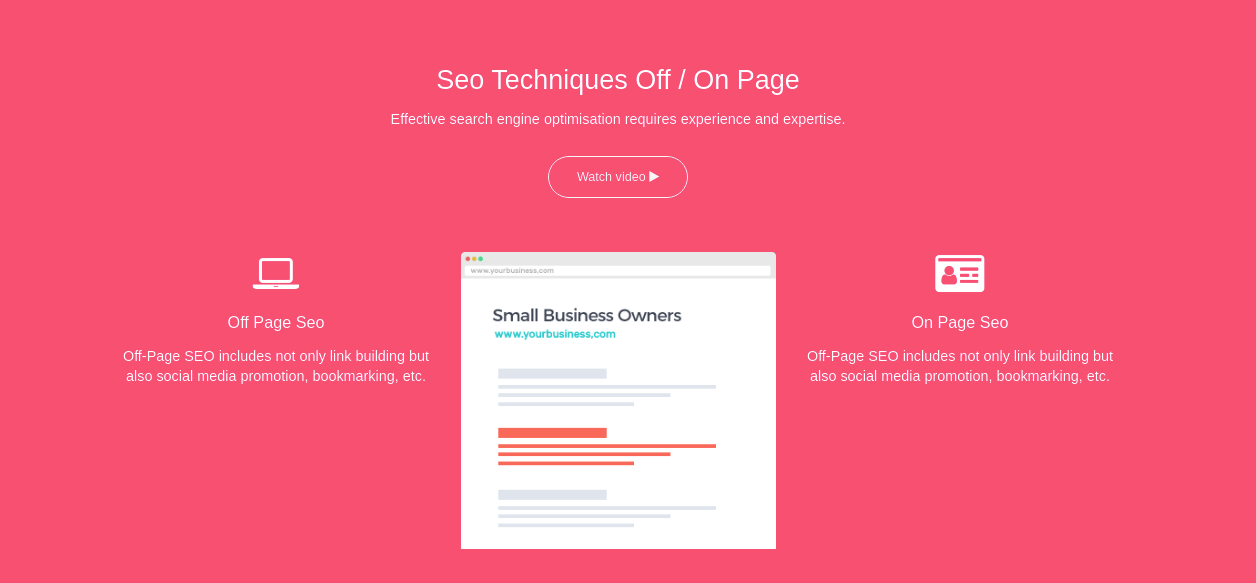 Seo Techniques Off / On Page
Effective search engine optimisation requires experience and expertise.
Watch video
Off Page Seo
Off-Page SEO includes not only link building but
also social media promotion, bookmarking, etc.
www.yourbusiness.com
Small Business Owners
www.yourbusiness.com
On Page Seo
Off-Page SEO includes not only link building but
also social media promotion, bookmarking, etc.